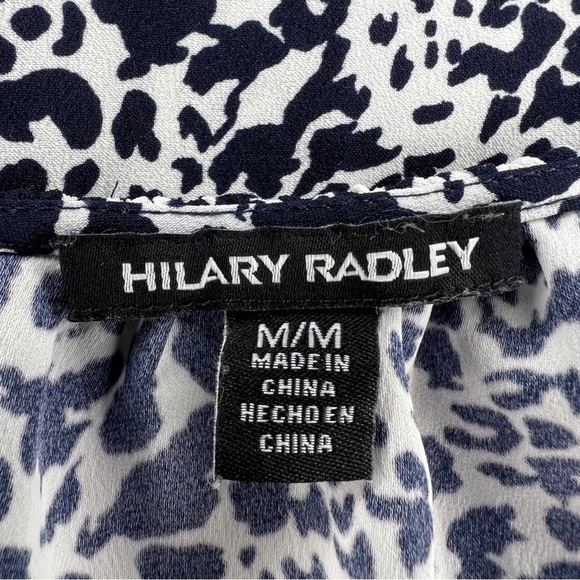 HILARY RADLEY
M/M
MADE IN
CHINA
HECHO EN
CHINA